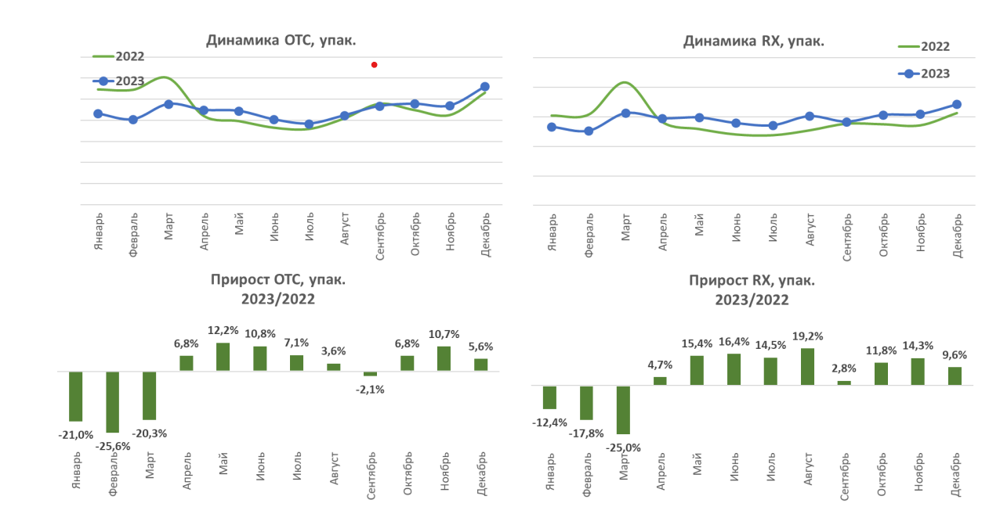 Динамика OTC, упак.
2022
2023
Январь
Февраль
Март
Апрель
Май
Июнь
Июль
Август
Сентябрь
Октябрь
Ноябрь
Декабрь
Динамика RX, упак.
2022
2023
Январь
Февраль
Март
Апрель
Май
Июнь
Июль
Август
Сентябрь
Октябрь
Ноябрь
Декабрь
Прирост OTC, упак.
2023/2022
-21,0%
-25,6%
-20,3%
6,8%
12,2%
10,8%
7,1%
3,6%
-2,1%
6,8%
10,7%
5,6%
Январь
Февраль
Март
Апрель
Май
Июнь
Июль
Август
Сентябрь
Октябрь
Ноябрь
Декабрь
Прирост RX, упак.
2023/2022
-12,4%
-17,8%
-25,0%
4,7%
15,4%
16,4%
14,5%
19,2%
2,8%
11,8%
14,3%
9,6%
Январь
Февраль
Март
Апрель
Май
Июнь
Июль
Август
Сентябрь
Октябрь
Ноябрь
Декабрь